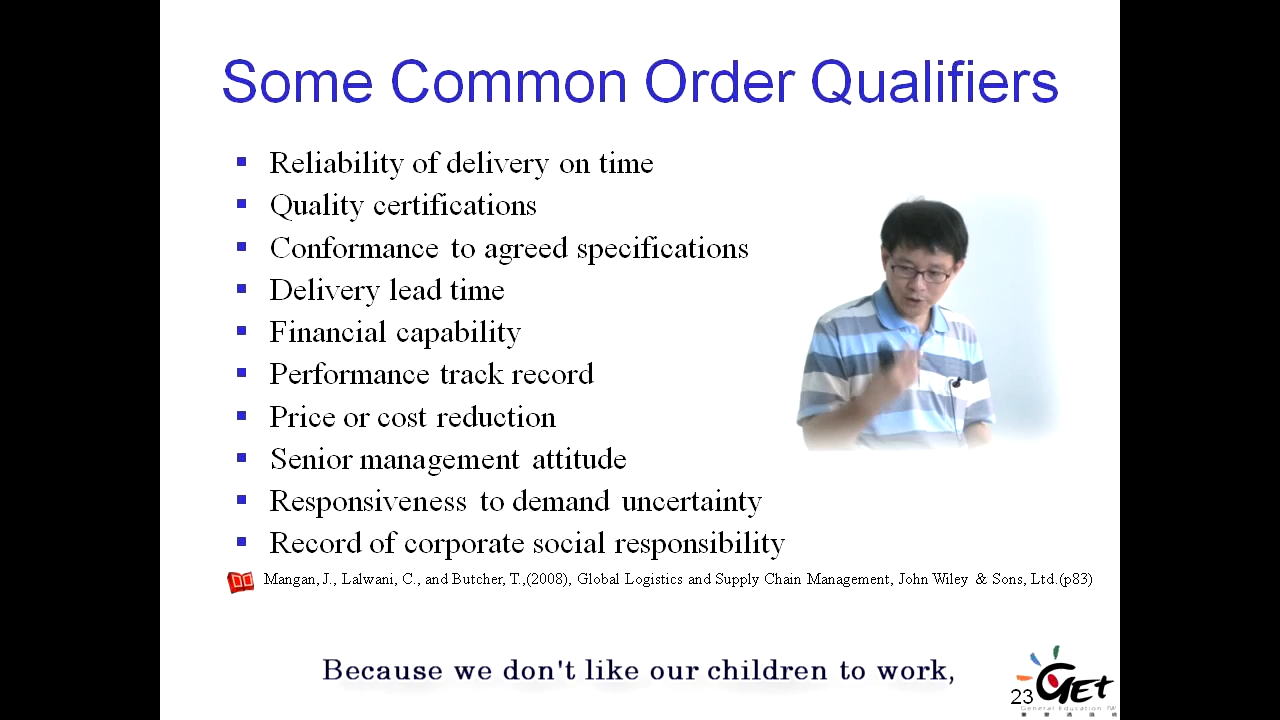 Some Common Order Qualifiers
Reliability of delivery on time
Quality certifications
Conformance to agreed specifications
Delivery lead time
Financial capability
Performance track record
Price or cost reduction
Senior management attitude
Responsiveness to demand uncertainty
Record of corporate social responsibility
Mangan, J., Lalwani, C., and Butcher, T.,(2008), Global Logistics and Supply Chain Management, John Wiley & Sons, Ltd.(p83)
Because we don't like our children to work,
23
GET
General Education TW